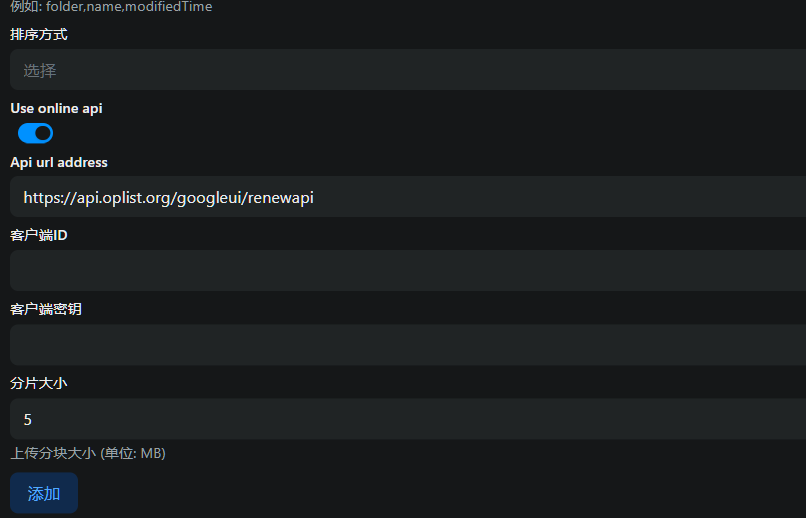 例如: folder,name,modifiedTime
排序方式
选择
Use online api
Api url address
https://api.oplist.org/googleui/renewapi
客户端ID
客户端密钥
分片大小
5
上传分块大小 (单位: MB)
添加